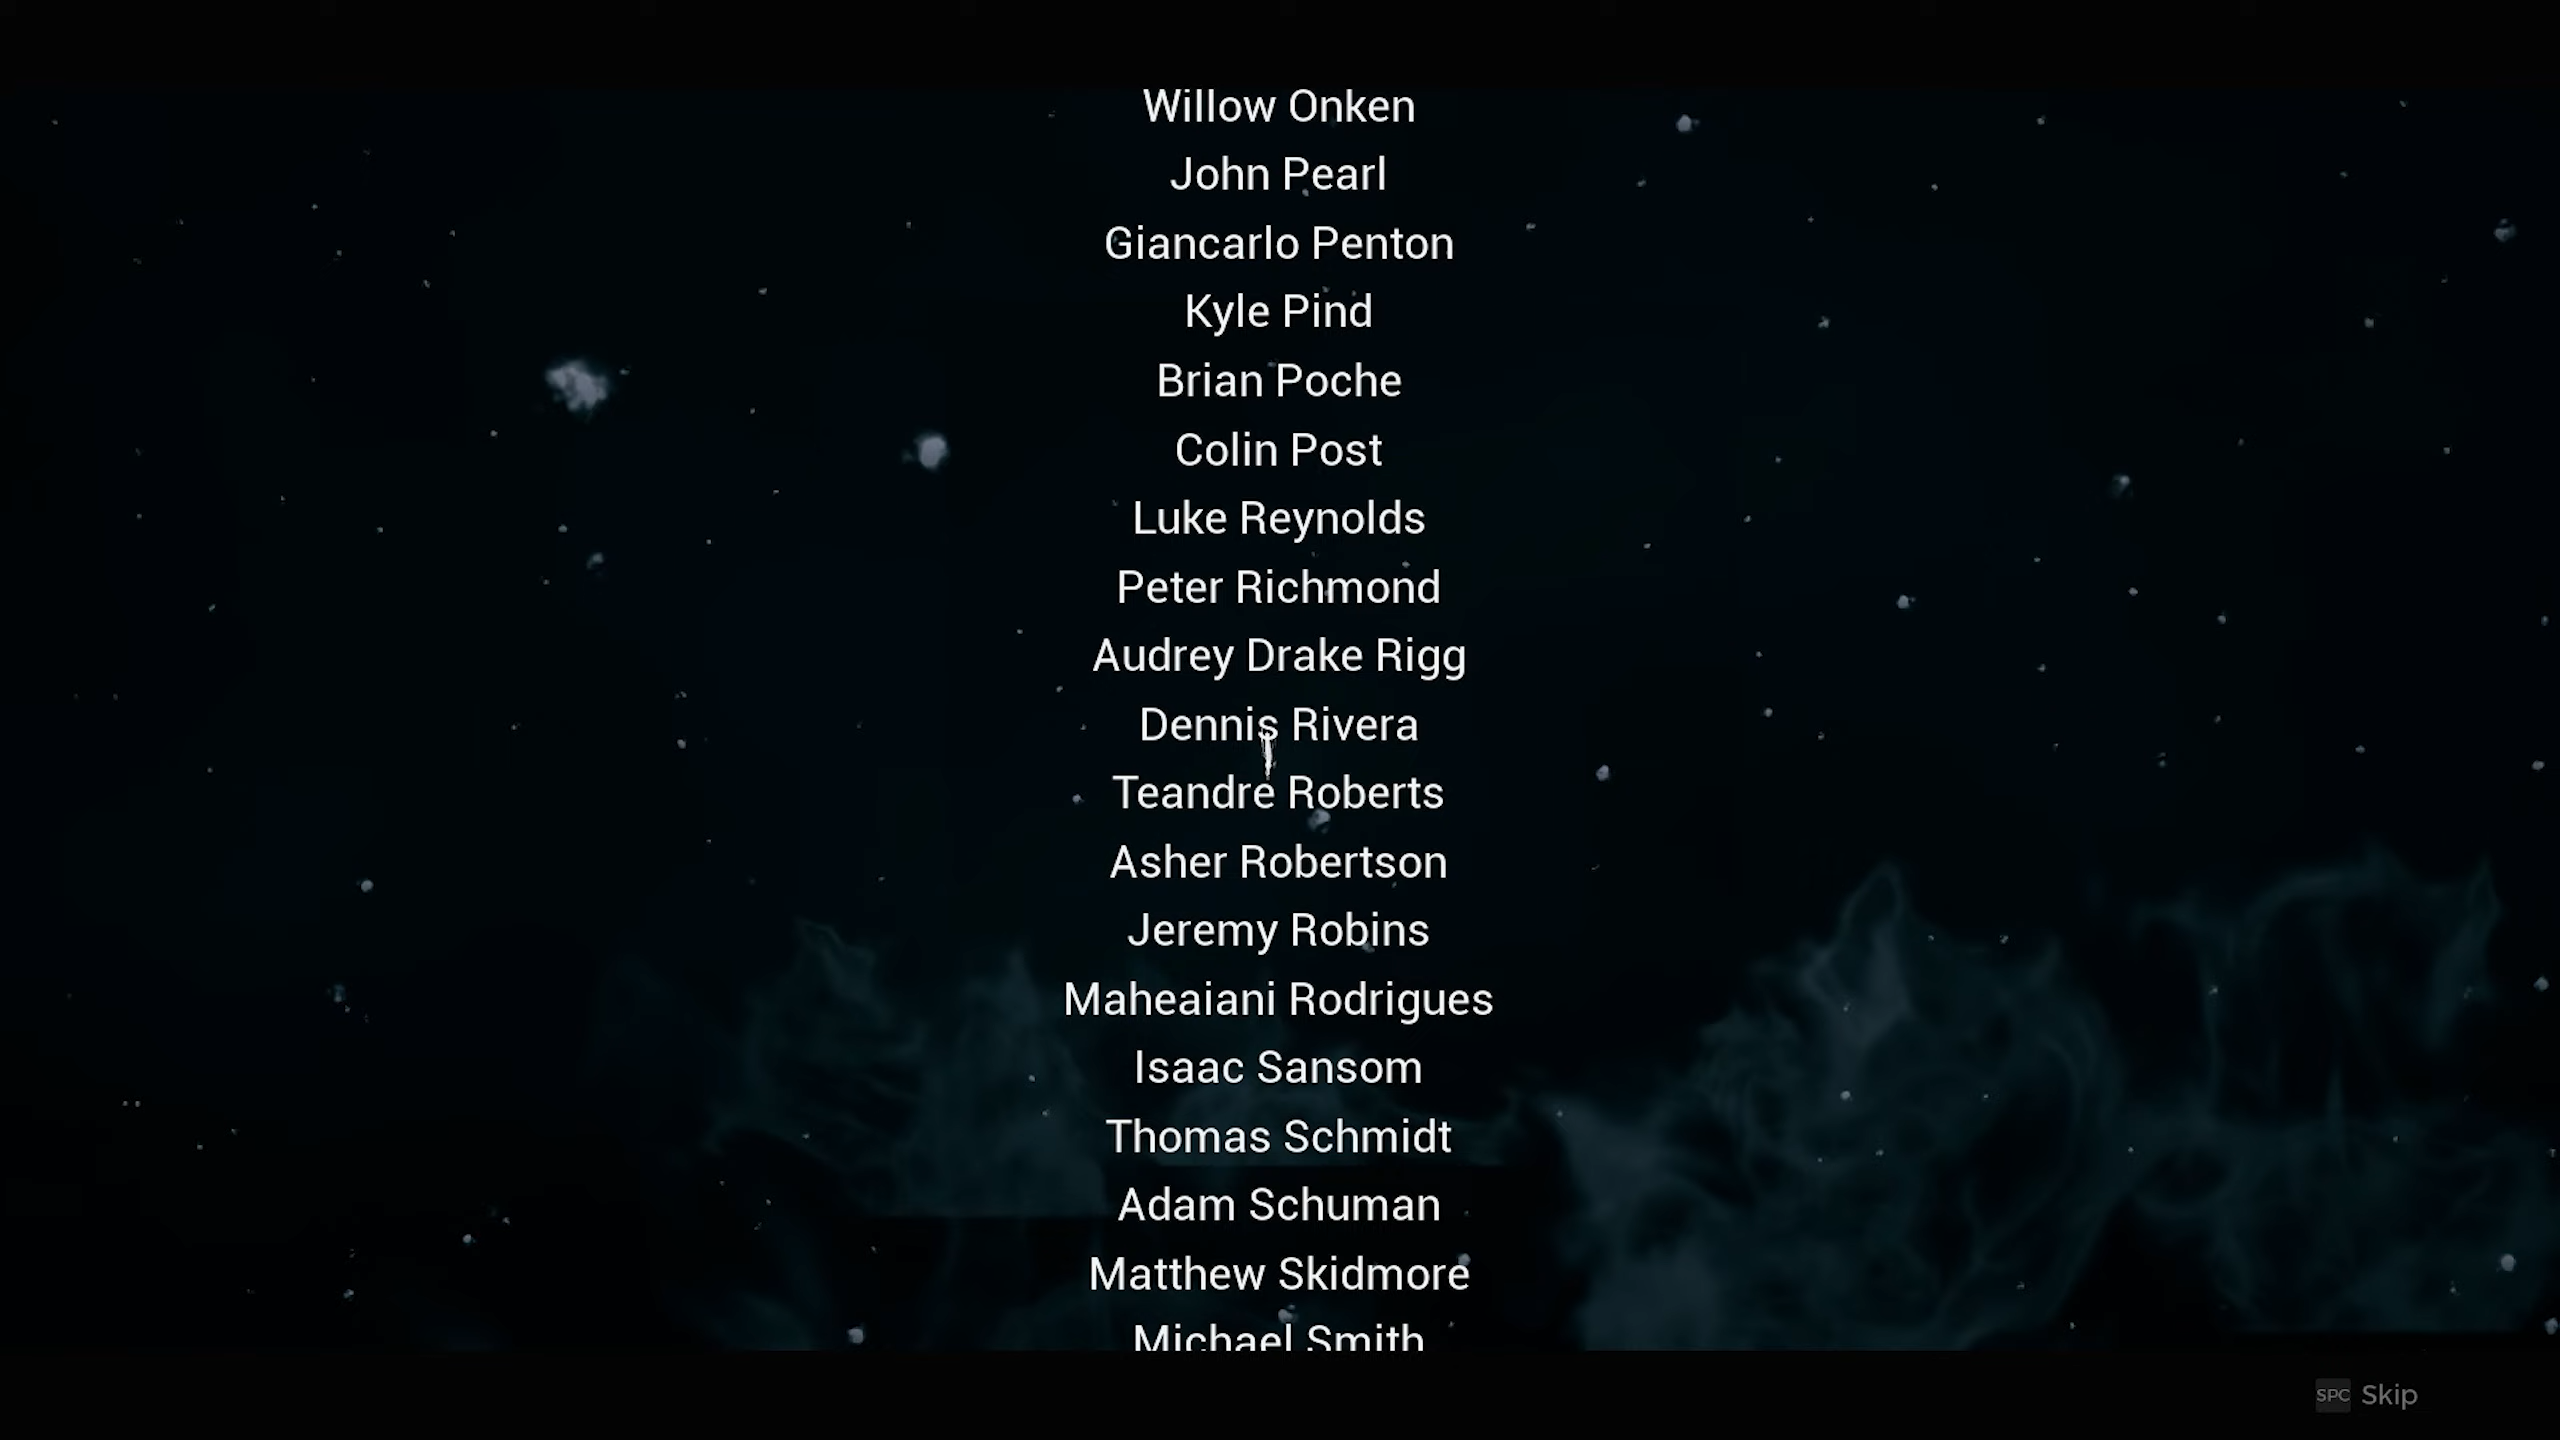 Willow Onken
John Pearl
Giancarlo Penton
Kyle Pind
Brian Poche
Colin Post
Luke Reynolds
Peter Richmond
Audrey Drake Rigg
Dennis Rivera
Teandre Roberts
Asher Robertson
Jeremy Robins
Maheaiani Rodrigues
Isaac Sansom
Thomas Schmidt
Adam Schuman
Matthew Skidmore
Michael Smith
SPC Skip